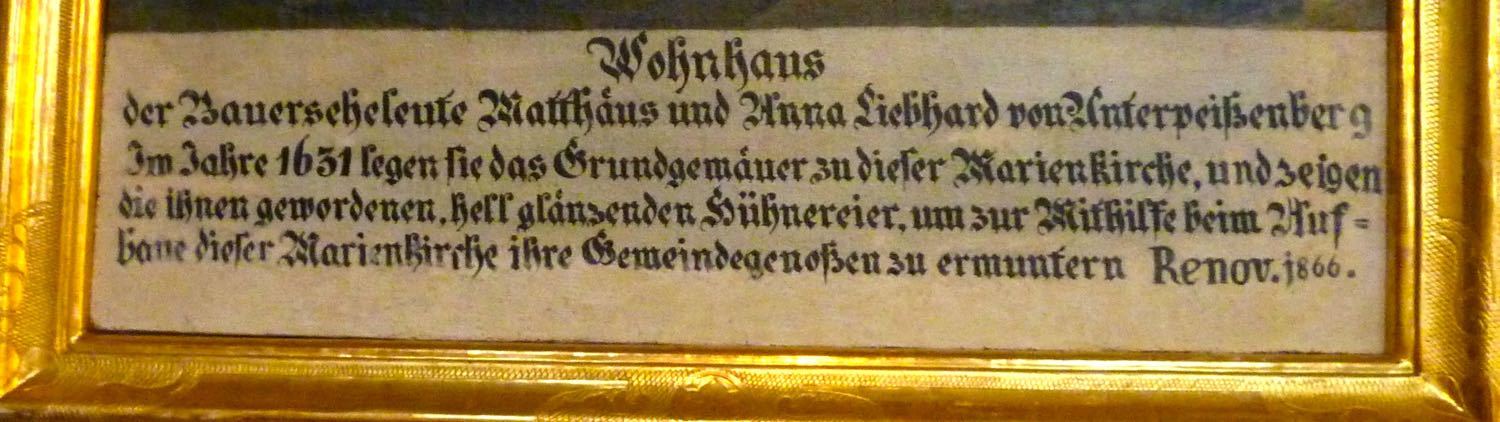 Wohnhaus
der Bauerseheleute Matthäus und Anna Liebhard von Unterpeißenberg
Im Jahre 1631 legen sie das Grundgemäuer zu dieser Marienkirche, und zeigen
die ihnen gewordenen, hell glänzenden Hühnereier, um zur Mithilfe beim Auf=
baue dieser Marienkirche ihre Gemeindegenoßen zu ermuntern Renov. 1866.